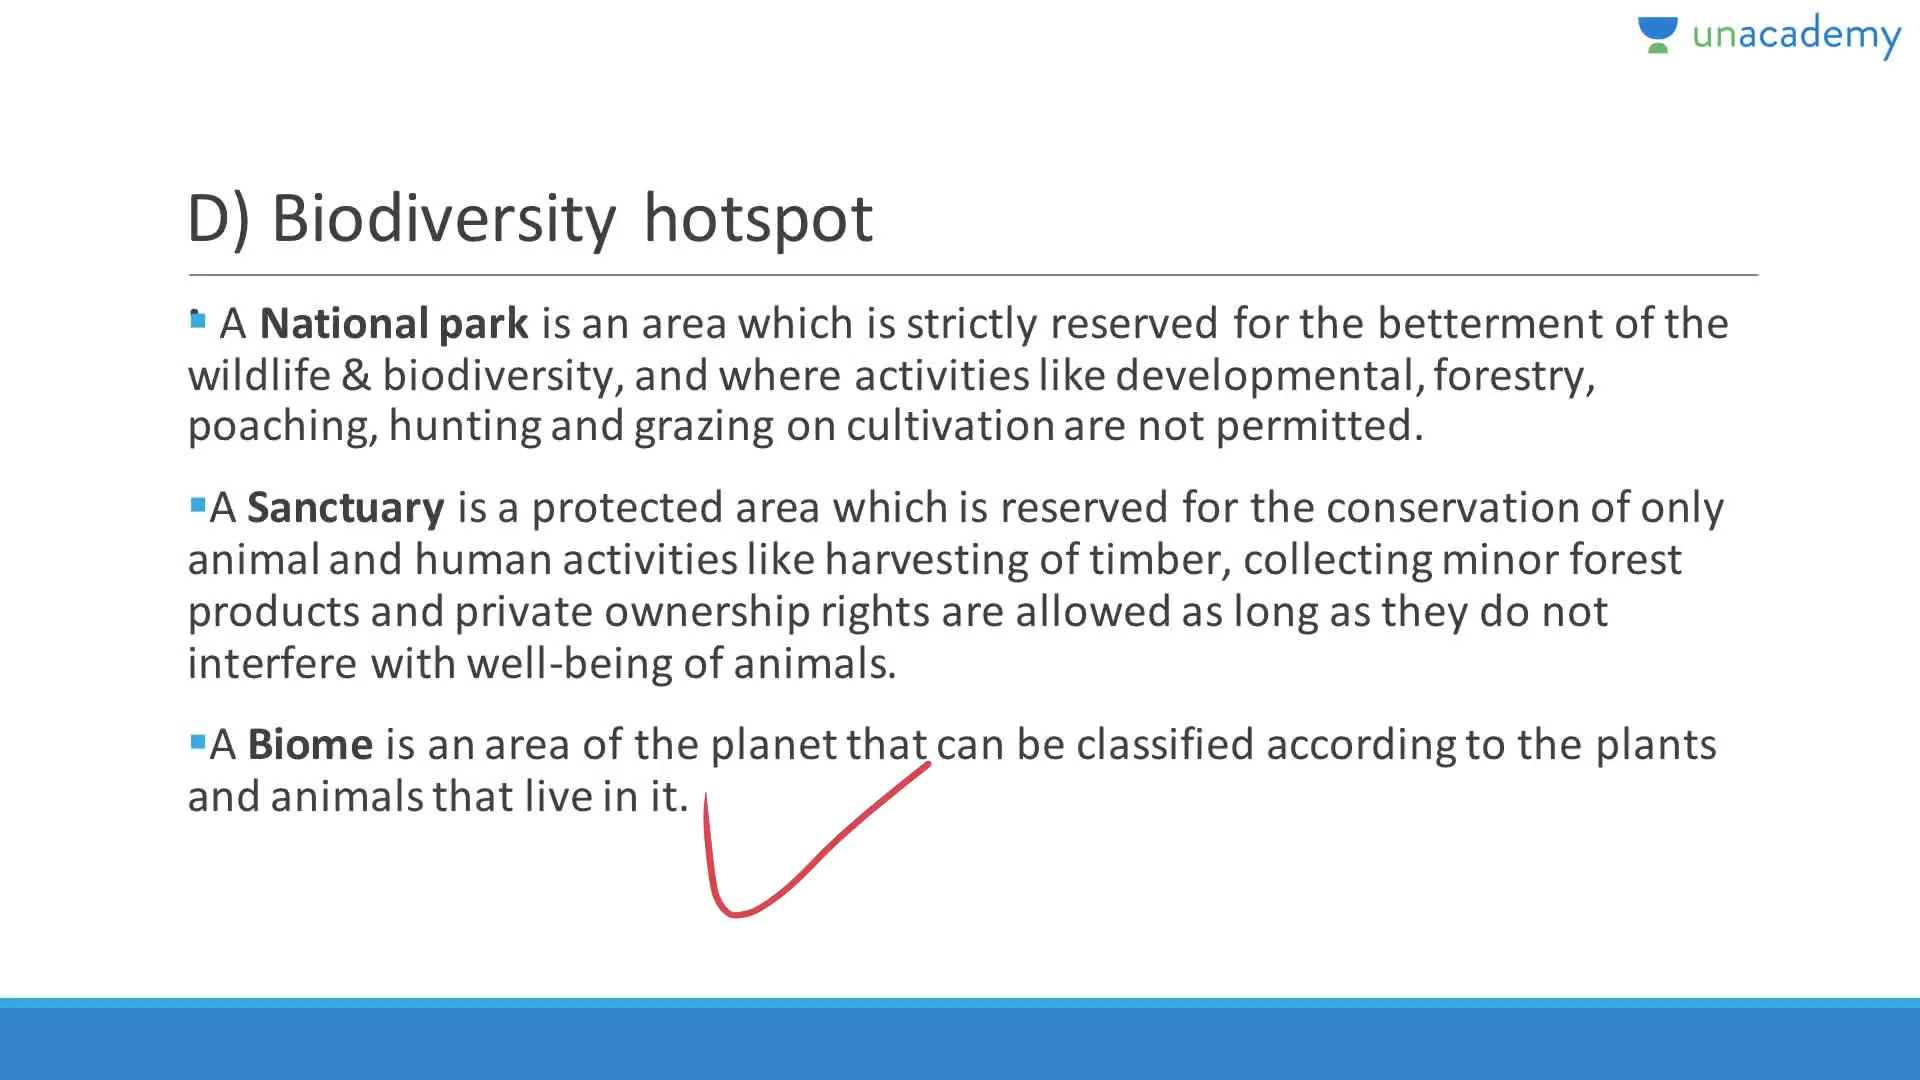 unacademy
D) Biodiversity hotspot
▪ A National park is an area which is strictly reserved for the betterment of the
wildlife & biodiversity, and where activities like developmental, forestry,
poaching, hunting and grazing on cultivation are not permitted.
▪A Sanctuary is a protected area which is reserved for the conservation of only
animal and human activities like harvesting of timber, collecting minor forest
products and private ownership rights are allowed as long as they do not
interfere with well-being of animals.
▪A Biome is an area of the planet that can be classified according to the plants
and animals that live in it.